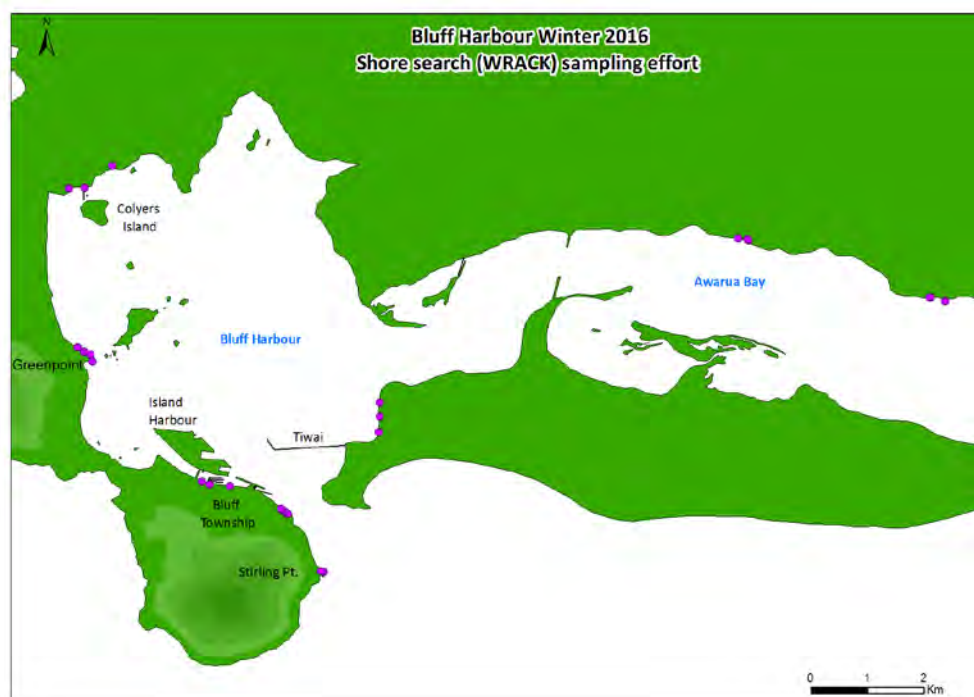 N
Bluff Harbour Winter 2016
Shore search (WRACK) sampling effort
Colyers
Island
Awarua Bay
Bluff Harbour
Greenpoint
Island
Harbour
Tiwai
Bluff
Township
Stirling Pt.
0 1 2
Km